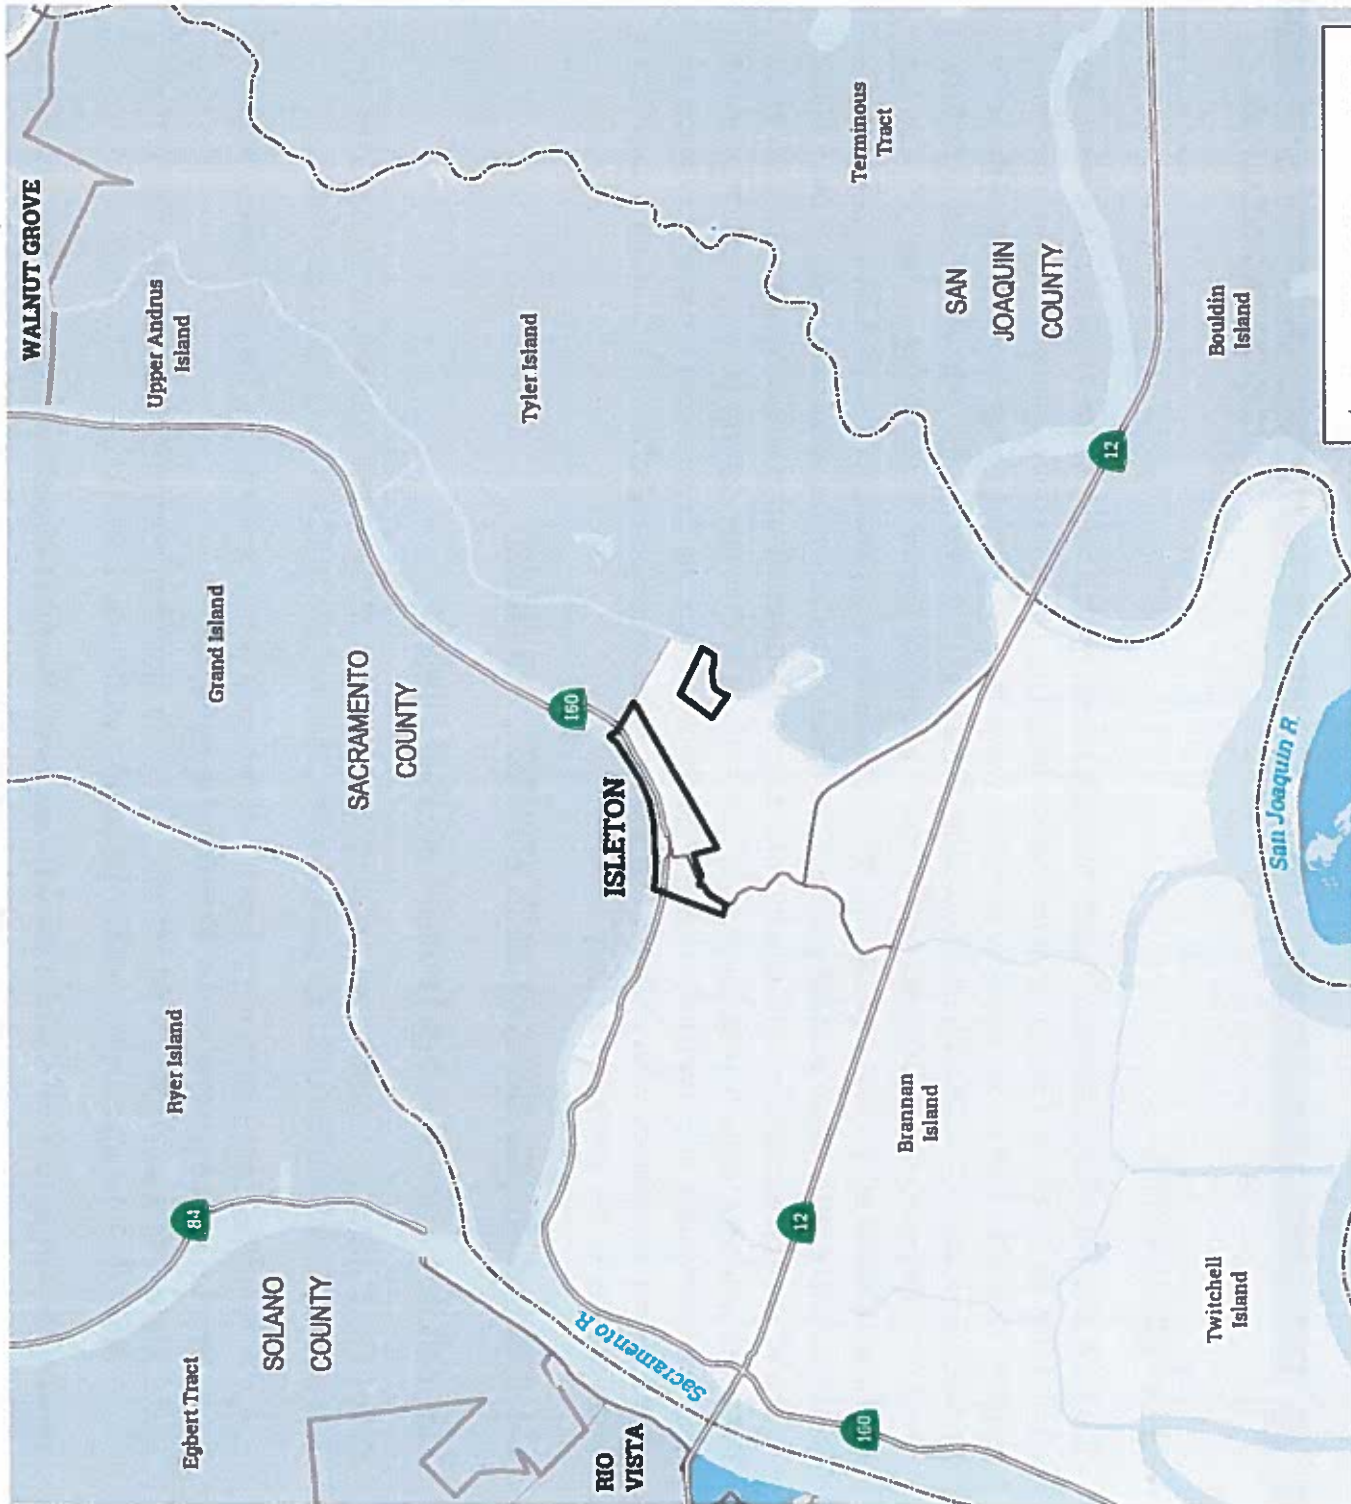 WALNUT GROVE
Upper Andrus
Island
Ryer Island
Egbert Tract
84
Grand Island
SOLANO
COUNTY
SACRAMENTO
COUNTY
Tyler Island
160
RIO
VISTA
ISLETON
Sacramento R
12
Terminous
Tract
160
Brannan
Island
SAN
JOAQUIN
COUNTY
12
Twitchell
Island
Bouldin
Island
San Joaquin R